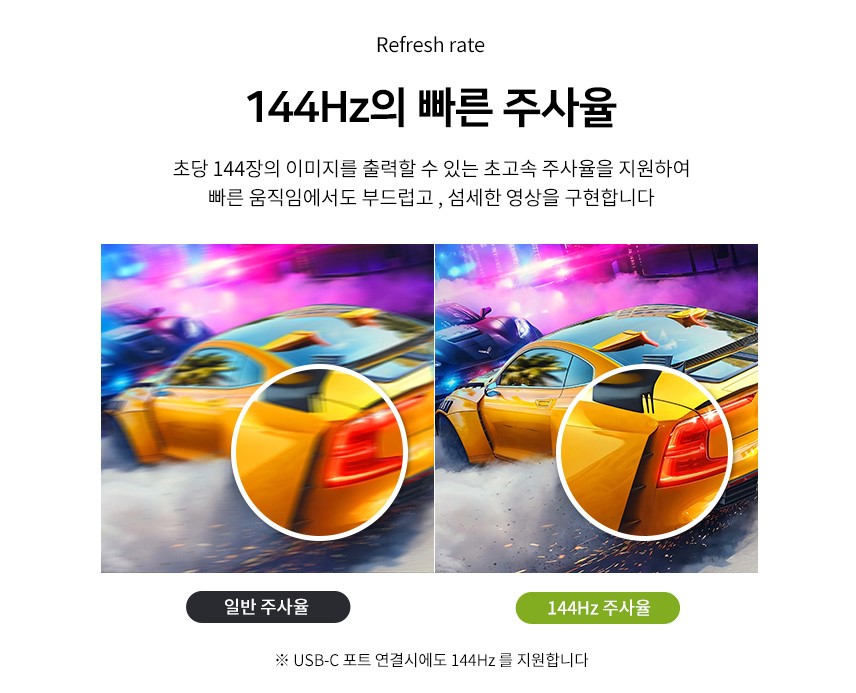 Refresh rate
144Hz의 빠른 주사율
초당 144장의 이미지를 출력할 수 있는 초고속 주사율을 지원하여
빠른 움직임에서도 부드럽고 , 섬세한 영상을 구현합니다
일반 주사율
144Hz 주사율
※ USB-C 포트 연결시에도 144Hz 를 지원합니다